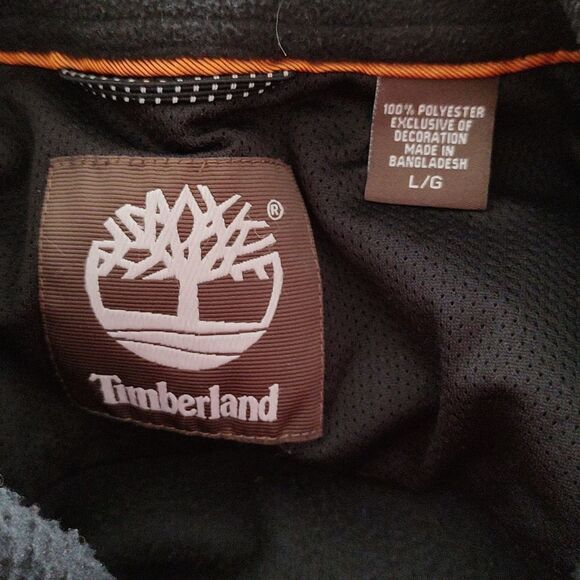 100% POLYESTER
EXCLUSIVE OF
DECORATION
MADE IN
BANGLADESH
L/G
®
Timberland